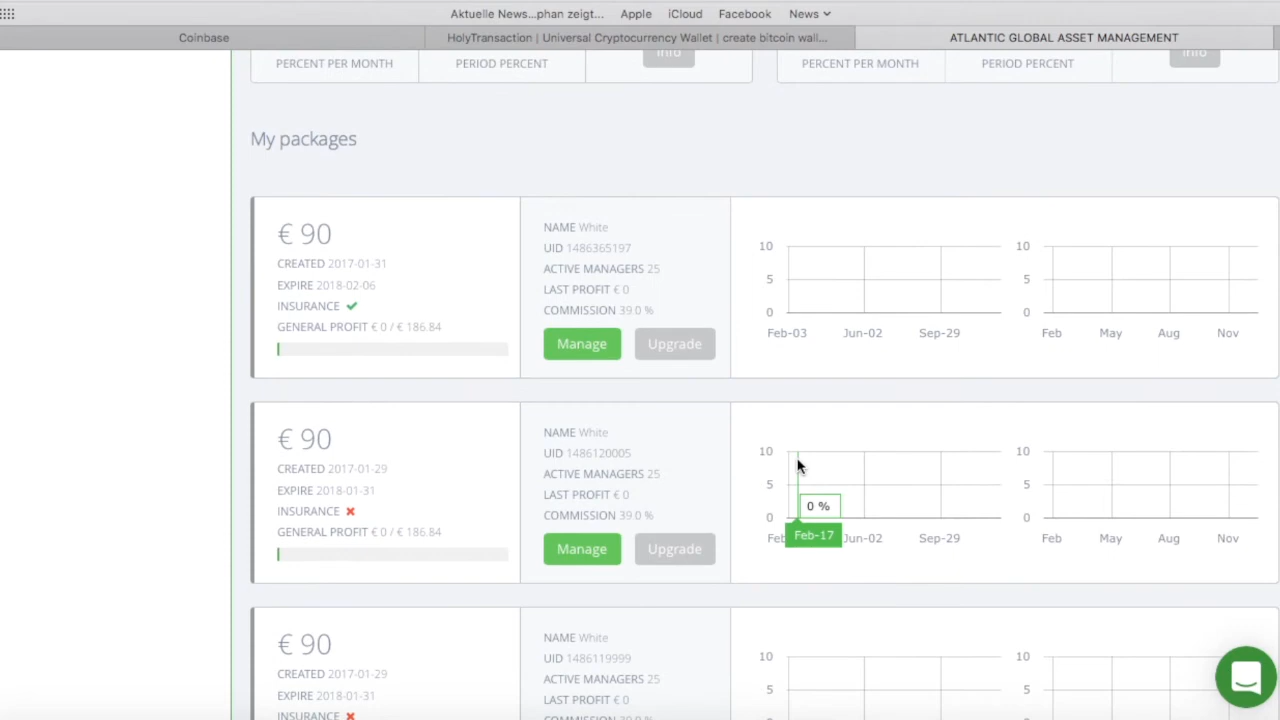 Aktuelle News...phan zeigt... Apple iCloud Facebook News
Coinbase HolyTransaction | Universal Cryptocurrency Wallet | create bitcoin wall... ATLANTIC GLOBAL ASSET MANAGEMENT
PERCENT PER MONTH PERIOD PERCENT Info PERCENT PER MONTH PERIOD PERCENT Info
My packages
€ 90
CREATED 2017-01-31
EXPIRE 2018-02-06
INSURANCE
GENERAL PROFIT € 0 / € 186.84
NAME White
UID 1486365197
ACTIVE MANAGERS 25
LAST PROFIT € 0
COMMISSION 39.0 %
Manage Upgrade
10
5
0
Feb-03 Jun-02 Sep-29
10
5
0
Feb May Aug Nov
€ 90
CREATED 2017-01-29
EXPIRE 2018-01-31
INSURANCE
GENERAL PROFIT € 0 / € 186.84
NAME White
UID 1486120005
ACTIVE MANAGERS 25
LAST PROFIT € 0
COMMISSION 39.0 %
Manage Upgrade
10
5
0
0 %
Feb Feb-17 Jun-02 Sep-29
10
5
0
Feb May Aug Nov
€ 90
CREATED 2017-01-29
EXPIRE 2018-01-31
INSURANCE
NAME White
UID 1486119999
ACTIVE MANAGERS 25
LAST PROFIT € 0
COMMISSION 39.0 %
10
5
10
5